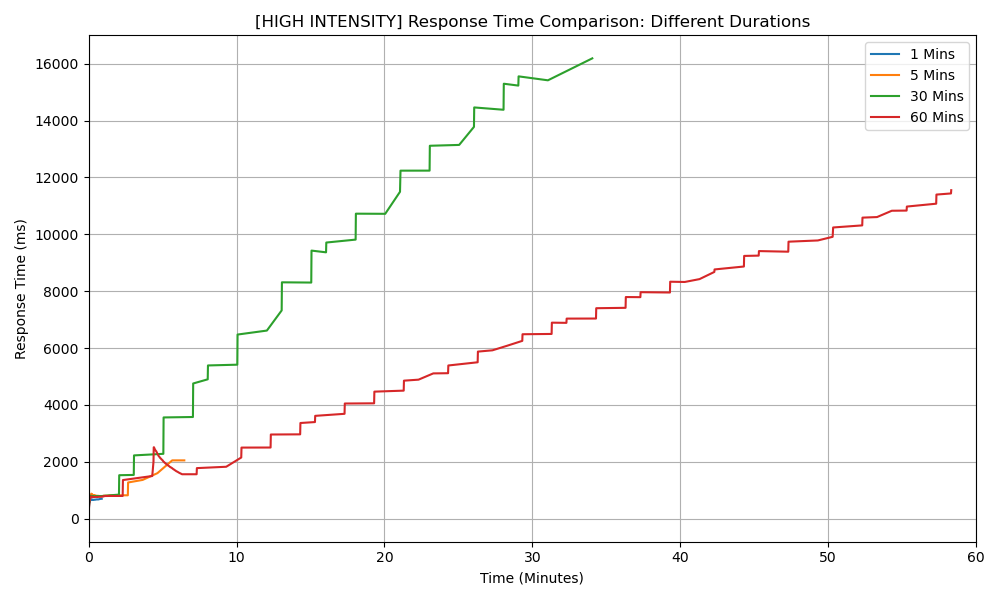 [HIGH INTENSITY] Response Time Comparison: Different Durations
1 Mins
5 Mins
30 Mins
60 Mins
16000
14000
12000
10000
8000
6000
4000
2000
0
Response Time (ms)
0 10 20 30 40 50 60
Time (Minutes)